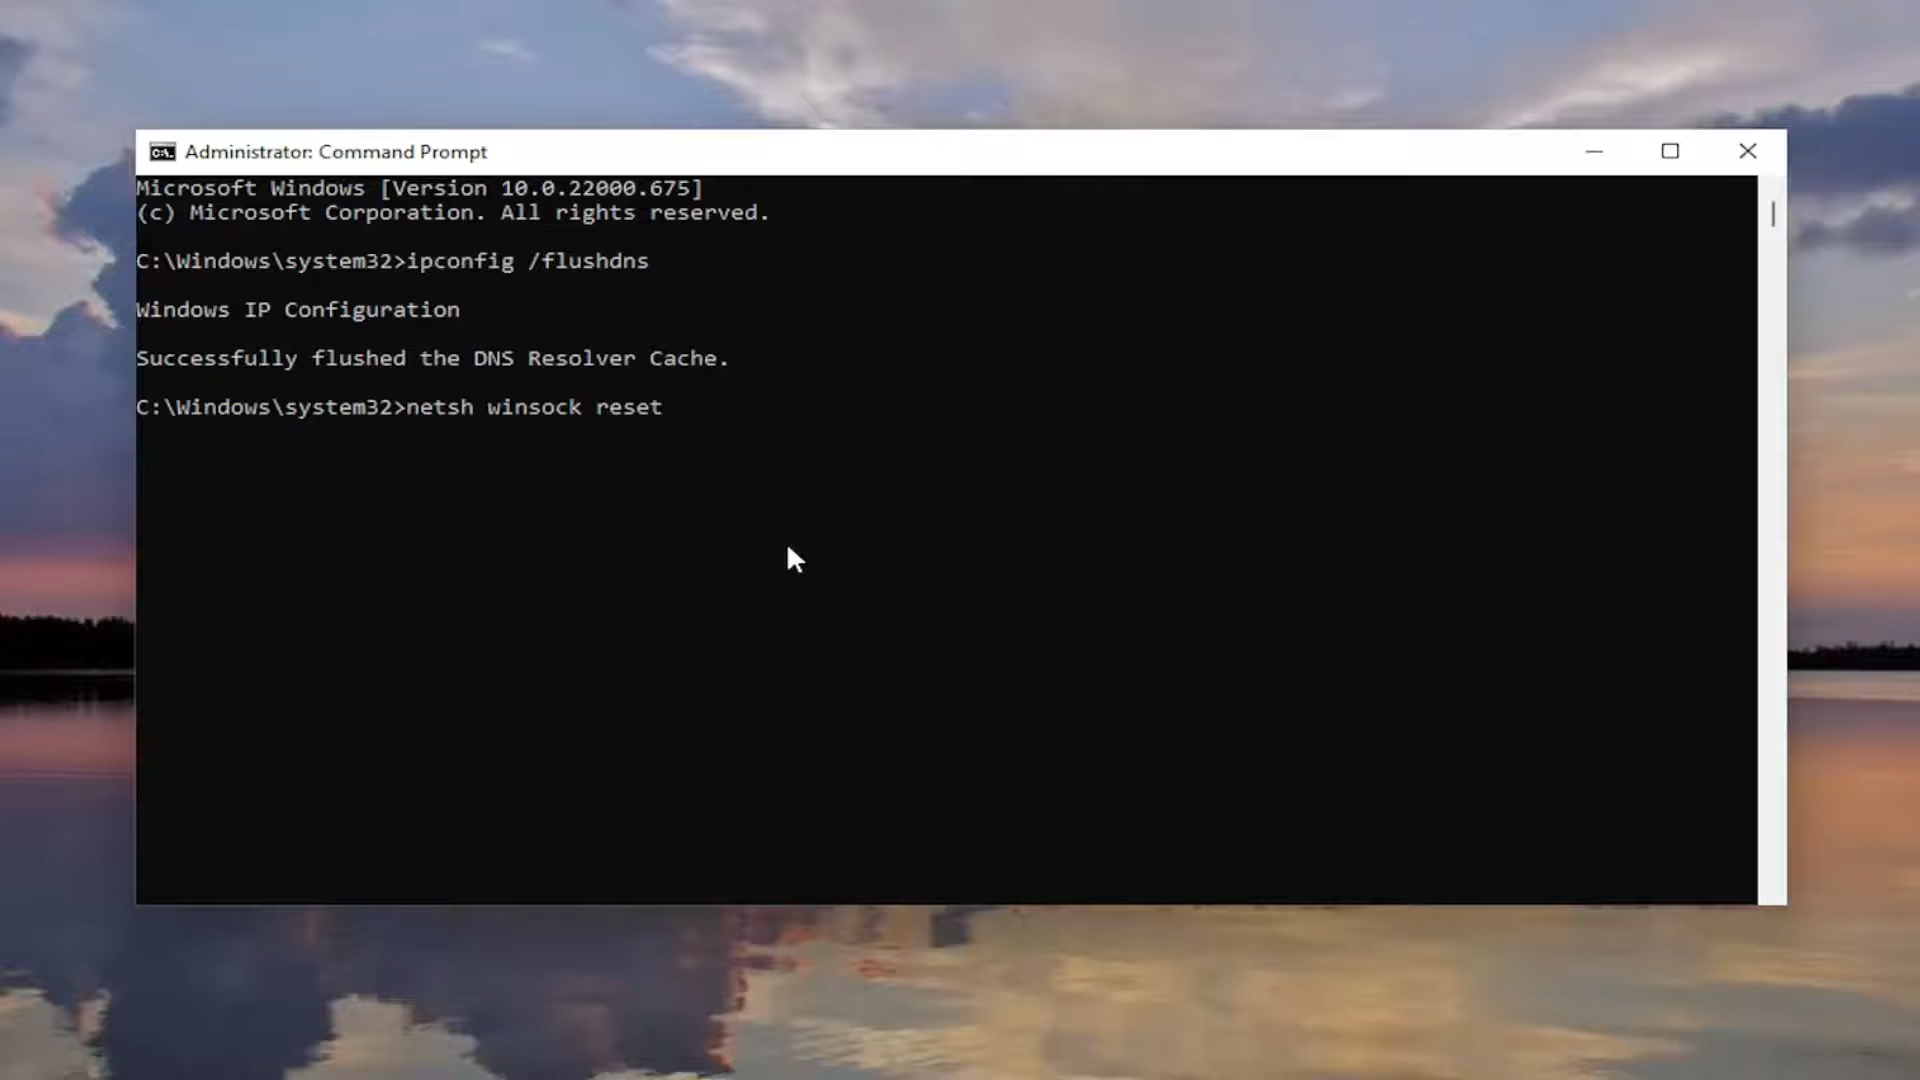 Administrator: Command Prompt
Microsoft Windows [Version 10.0.22000.675]
(c) Microsoft Corporation. All rights reserved.
C:\Windows\system32>ipconfig /flushdns
Windows IP Configuration
Successfully flushed the DNS Resolver Cache.
C:\Windows\system32>netsh winsock reset